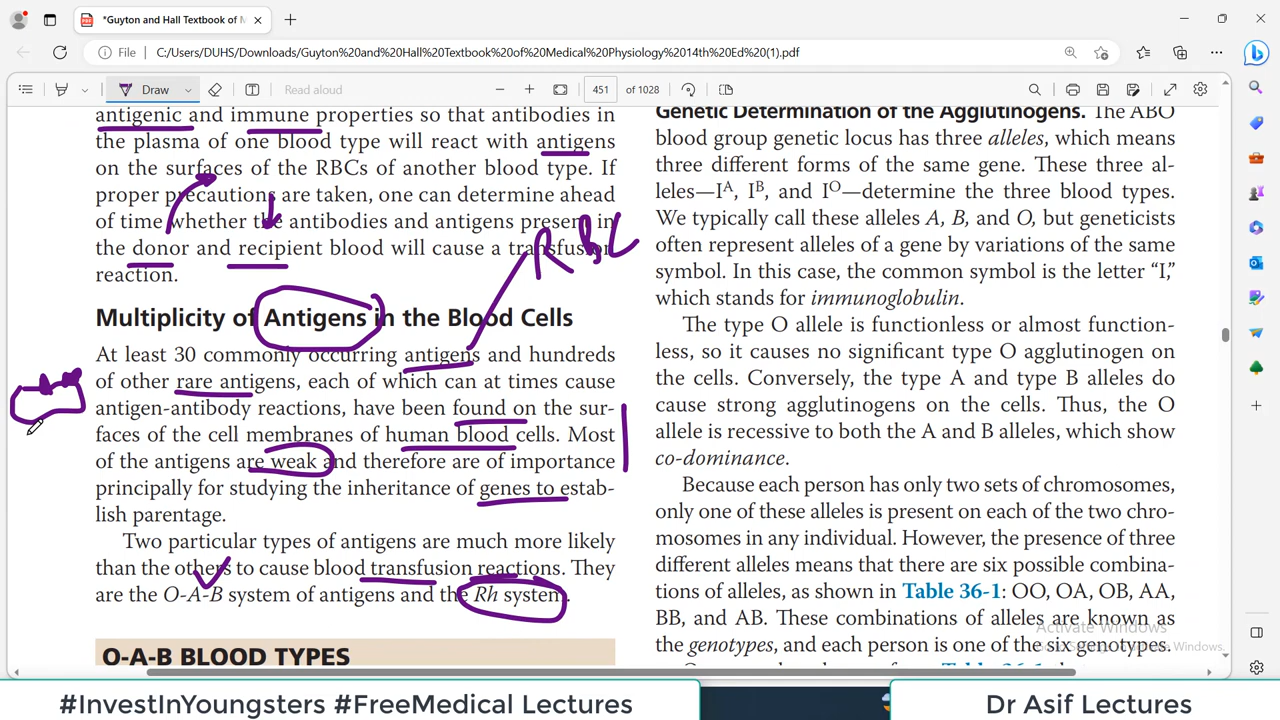 *Guyton and Hall Textbook of M
File
C:/Users/DUHS/Downloads/Guyton%20and%20Hall%20Textbook%20of%20Medical%20Physiology%2014th%20Ed%20(1).pdf
Draw
Read aloud
451 of 1028
antigenic and immune properties so that antibodies in
the plasma of one blood type will react with antigens
on the surfaces of the RBCs of another blood type. If
proper precautions are taken, one can determine ahead
of time whether the antibodies and antigens present in
the donor and recipient blood will cause a transfusion
reaction.
RBC
Multiplicity of Antigens in the Blood Cells
At least 30 commonly occurring antigens and hundreds
of other rare antigens, each of which can at times cause
antigen-antibody reactions, have been found on the sur-
faces of the cell membranes of human blood cells. Most
of the antigens are weak and therefore are of importance
principally for studying the inheritance of genes to estab-
lish parentage.
Two particular types of antigens are much more likely
than the others to cause blood transfusion reactions. They
are the O-A-B system of antigens and the Rh system.
O-A-B BLOOD TYPES
Genetic Determination of the Agglutinogens. The ABO
blood group genetic locus has three alleles, which means
three different forms of the same gene. These three al-
leles—Iᴬ, Iᴮ, and Iᴼ—determine the three blood types.
We typically call these alleles A, B, and O, but geneticists
often represent alleles of a gene by variations of the same
symbol. In this case, the common symbol is the letter “I,”
which stands for immunoglobulin.
The type O allele is functionless or almost function-
less, so it causes no significant type O agglutinogen on
the cells. Conversely, the type A and type B alleles do
cause strong agglutinogens on the cells. Thus, the O
allele is recessive to both the A and B alleles, which show
co-dominance.
Because each person has only two sets of chromosomes,
only one of these alleles is present on each of the two chro-
mosomes in any individual. However, the presence of three
different alleles means that there are six possible combina-
tions of alleles, as shown in Table 36-1: OO, OA, OB, AA,
BB, and AB. These combinations of alleles are known as
the genotypes, and each person is one of the six genotypes.
Activate Windows
#InvestInYoungsters #FreeMedical Lectures
Dr Asif Lectures